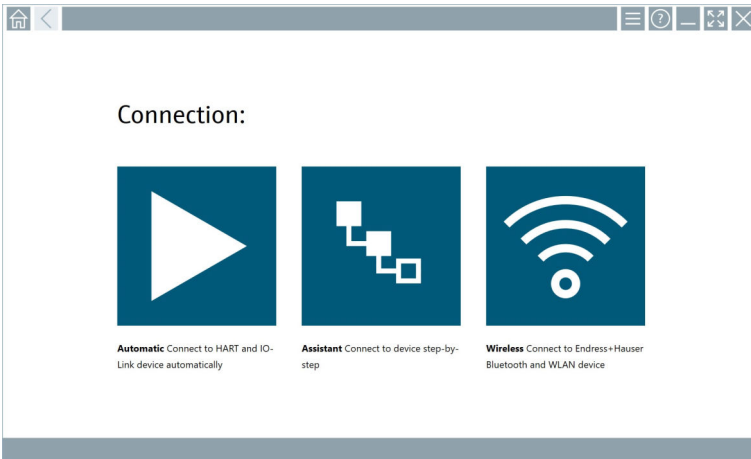 Connection:
Automatic Connect to HART and IO-
Link device automatically
Assistant Connect to device step-by-
step
Wireless Connect to Endress+Hauser
Bluetooth and WLAN device